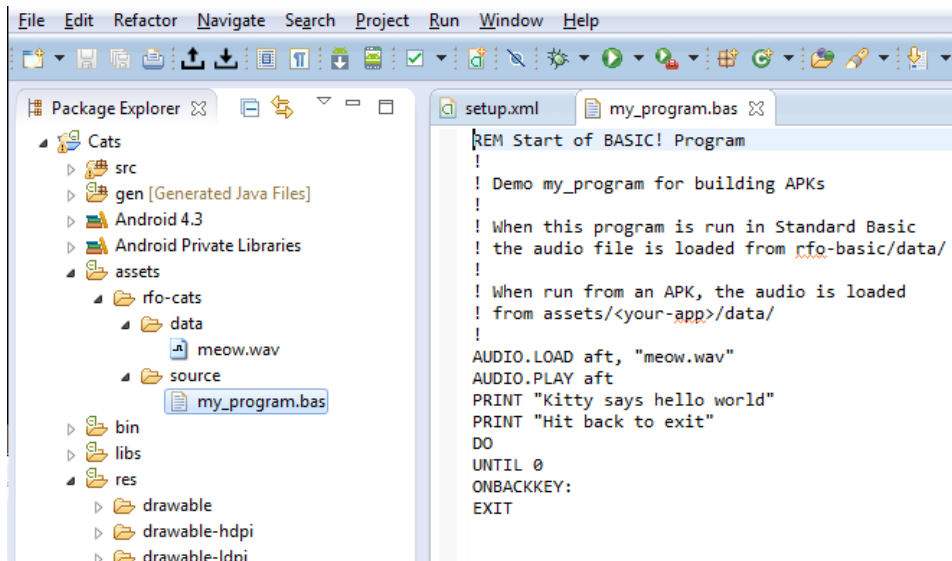 File Edit Refactor Navigate Search Project Run Window Help
Package Explorer
Cats
src
gen [Generated Java Files]
Android 4.3
Android Private Libraries
assets
rfo-cats
data
meow.wav
source
my_program.bas
bin
libs
res
drawable
drawable-hdpi
drawable-ldpi
setup.xml my_program.bas
REM Start of BASIC! Program
!
! Demo my_program for building APKs
!
! When this program is run in Standard Basic
! the audio file is loaded from rfo-basic/data/
!
! When run from an APK, the audio is loaded
! from assets/<your-app>/data/
!
AUDIO.LOAD aft, "meow.wav"
AUDIO.PLAY aft
PRINT "Kitty says hello world"
PRINT "Hit back to exit"
DO
UNTIL 0
ONBACKKEY:
EXIT